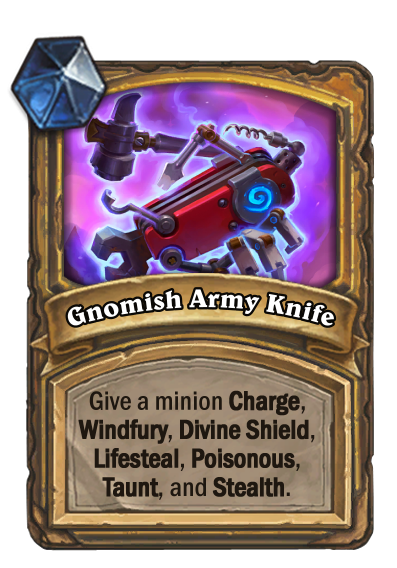 Gnomish Army Knife
Give a minion Charge,
Windfury, Divine Shield,
Lifesteal, Poisonous,
Taunt, and Stealth.